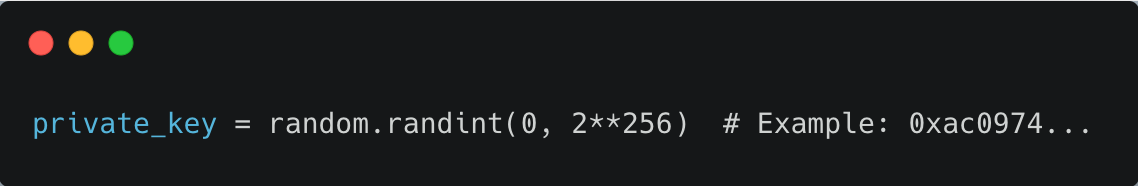 private_key = random.randint(0, 2**256)  # Example: 0xac0974...